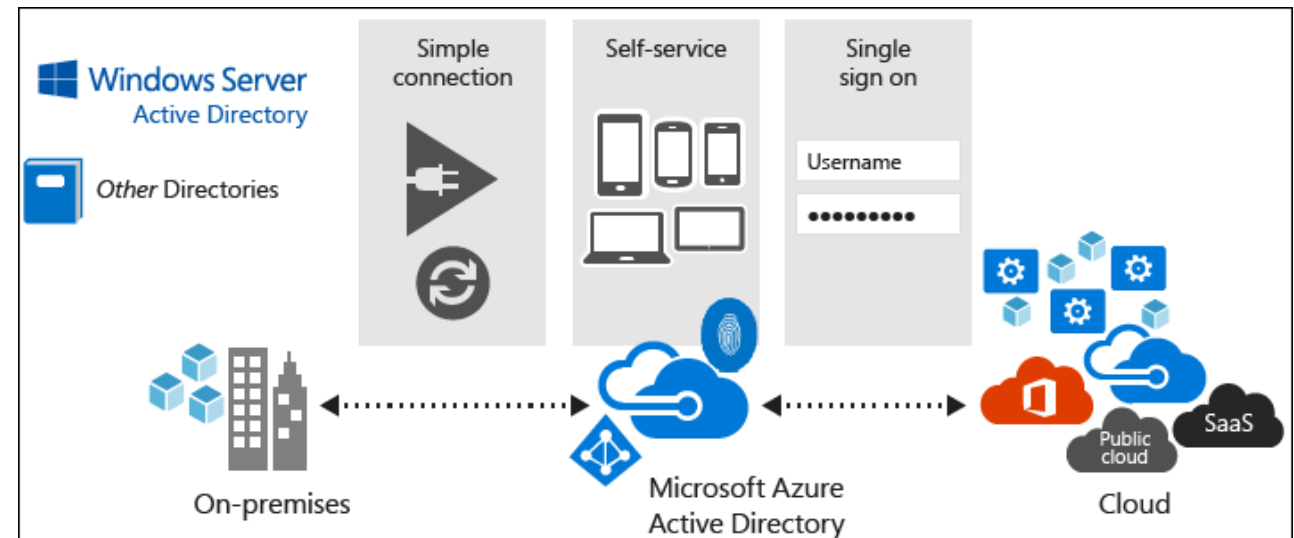 Windows Server
Active Directory
Other Directories
Simple
connection
Self-service
Single
sign on
Username
●●●●●●●●●
On-premises
Microsoft Azure
Active Directory
Public
cloud
SaaS
Cloud